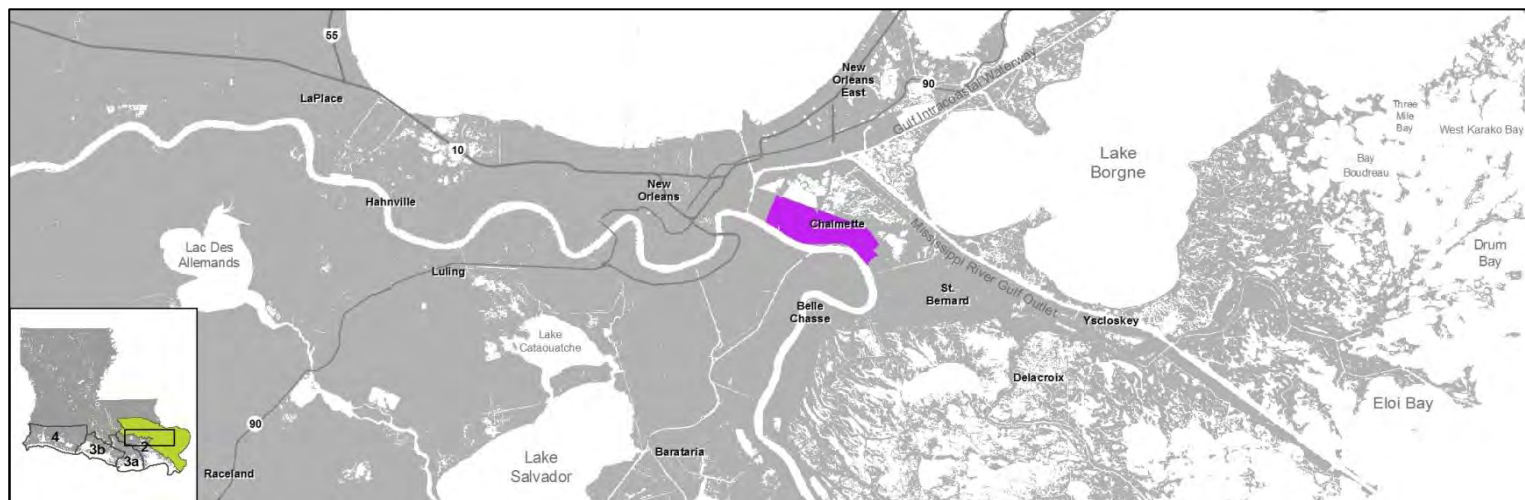 55
New
Orleans
East
90
Gulf Intracoastal Waterway
LaPlace
Three
Mile
Bay
West Karako Bay
10
Lake
Borgne
Bay
Boudreau
New
Orleans
Hahnville
Chalmette
Mississippi River Gulf Outlet
Lac Des
Allemands
Drum
Bay
Luling
St.
Bernard
Belle
Chasse
Yscloskey
Lake
Cataouatche
Delacroix
Eloi Bay
90
Barataria
Lake
Salvador
Raceland
4
3b
2
3a